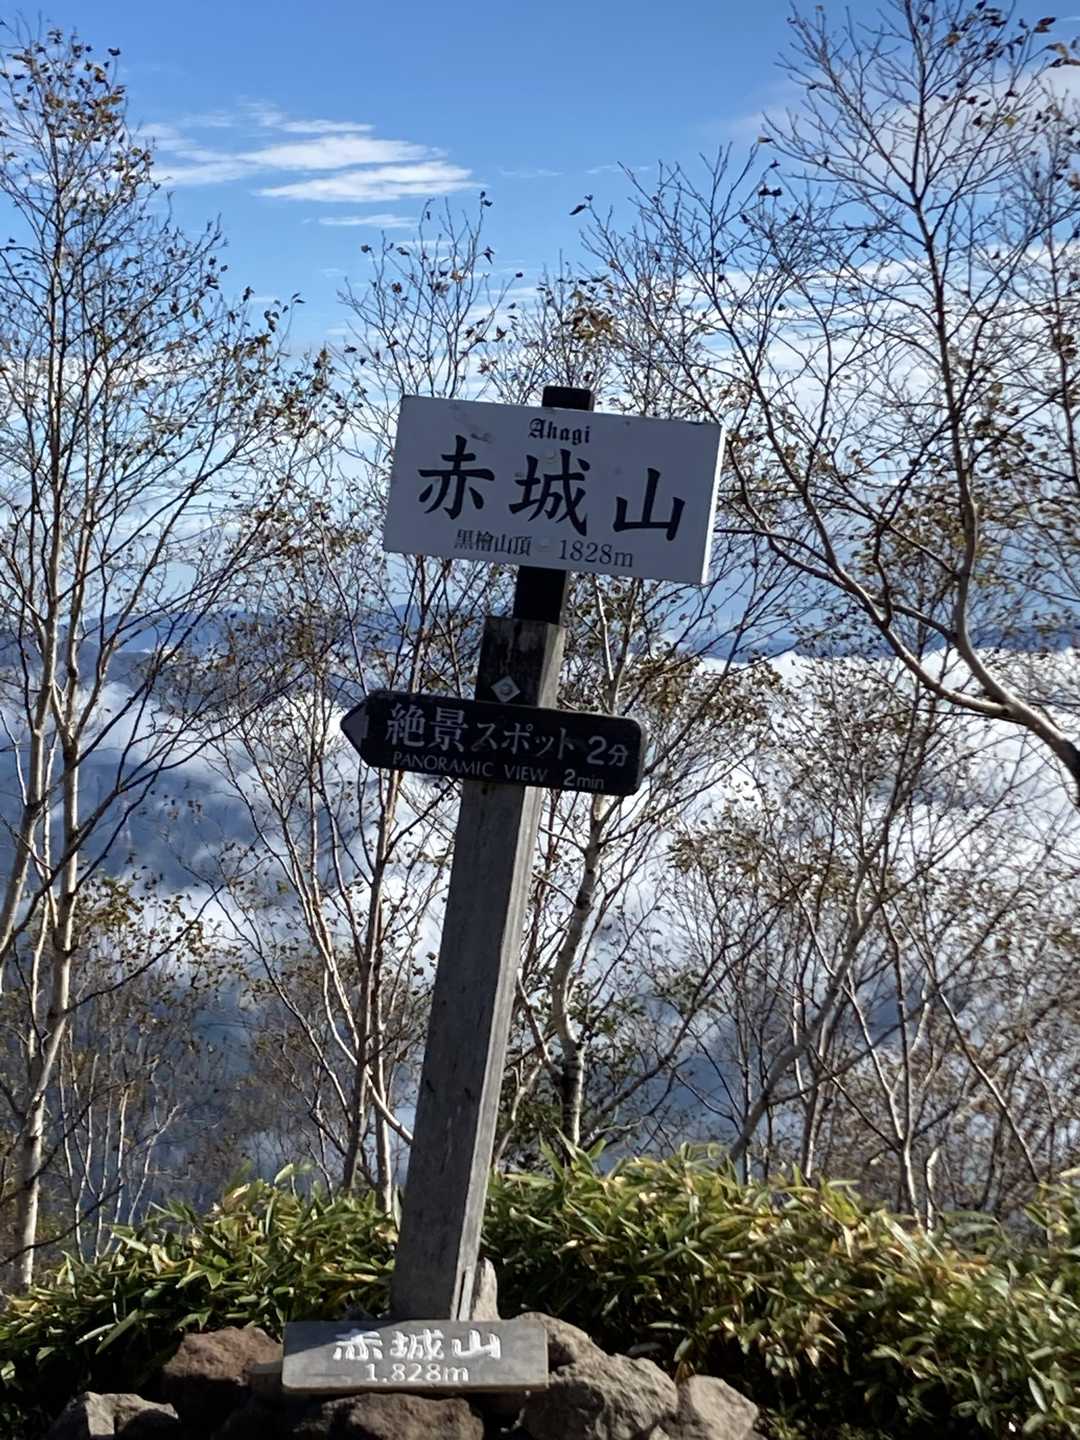 Akagi
赤城山
黒檜山頂 1828m
絶景スポット 2分
PANORAMIC VIEW 2min
赤城山
1,828m